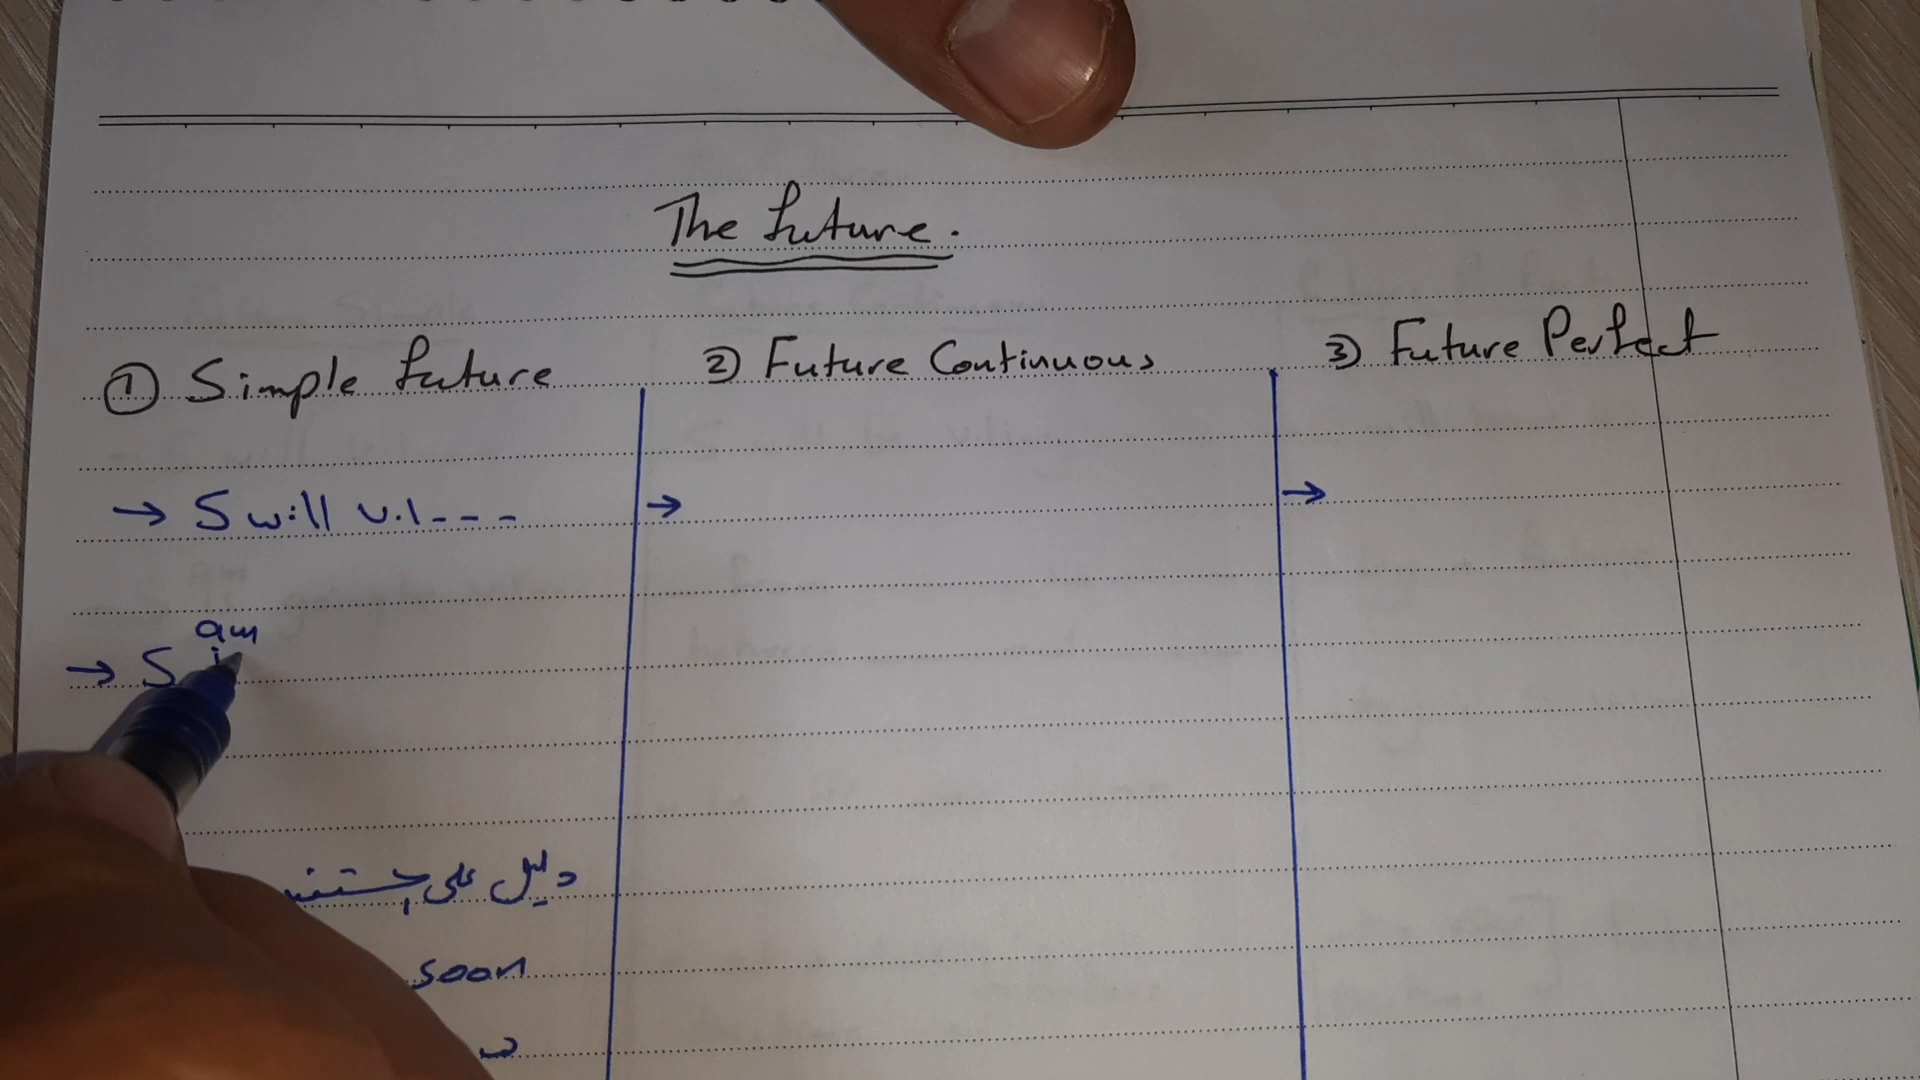 The future.
① Simple future
2) Future Continuous
3) Future Perfect
→ S will v.1---
→
→
am
→ S i
دليل على
soon